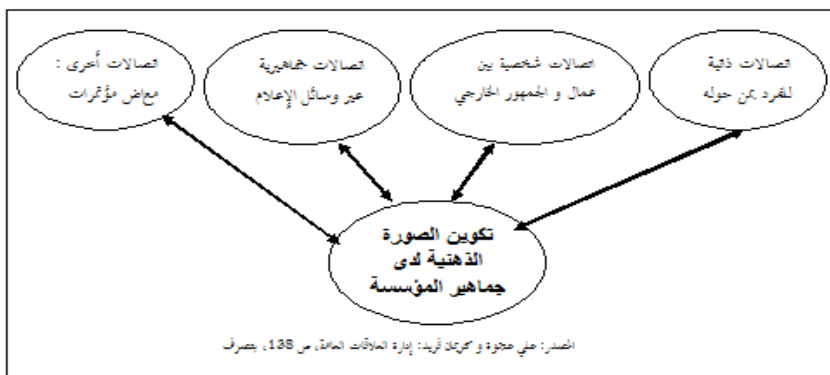 اتصالات ذاتية
للفرد بمن حوله
اتصالات شخصية بين
عمال و الجمهور الخارجي
اتصالات جماهيرية
عبر وسائل الإعلام
اتصالات أخرى :
معاض مؤتمرات
تكوين الصورة
الذهنية لدى
جماهير المؤسسة
المصدر: علي عجوة و كريمان فريد: إدارة العلاقات العامة، ص 138، بتصرف